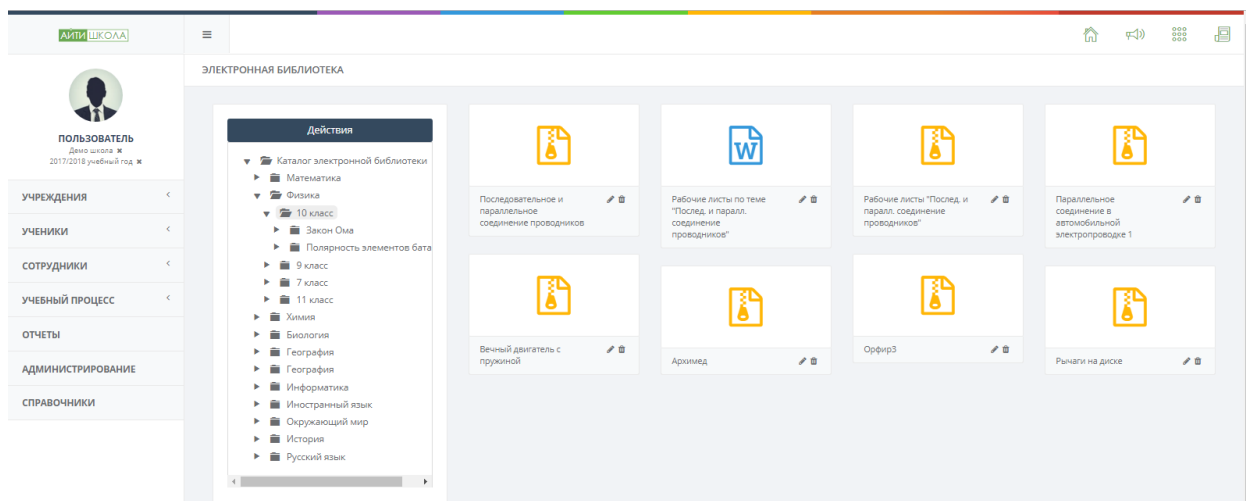 АЙТИ ШКОЛА
ПОЛЬЗОВАТЕЛЬ
Демо школа ✖
2017/2018 учебный год ✖
УЧРЕЖДЕНИЯ
УЧЕНИКИ
СОТРУДНИКИ
УЧЕБНЫЙ ПРОЦЕСС
ОТЧЕТЫ
АДМИНИСТРИРОВАНИЕ
СПРАВОЧНИКИ
ЭЛЕКТРОННАЯ БИБЛИОТЕКА
Действия
Каталог электронной библиотеки
Математика
Физика
10 класс
Закон Ома
Полярность элементов бата
9 класс
7 класс
11 класс
Химия
Биология
География
География
Информатика
Иностранный язык
Окружающий мир
История
Русский язык
Последовательное и
параллельное
соединение проводников
W
Рабочие листы по теме
"Послед. и паралл.
соединение
проводников"
Рабочие листы "Послед. и
паралл. соединение
проводников"
Параллельное
соединение в
автомобильной
электропроводке 1
Вечный двигатель с
пружиной
Архимед
Орфир3
Рычаги на диске